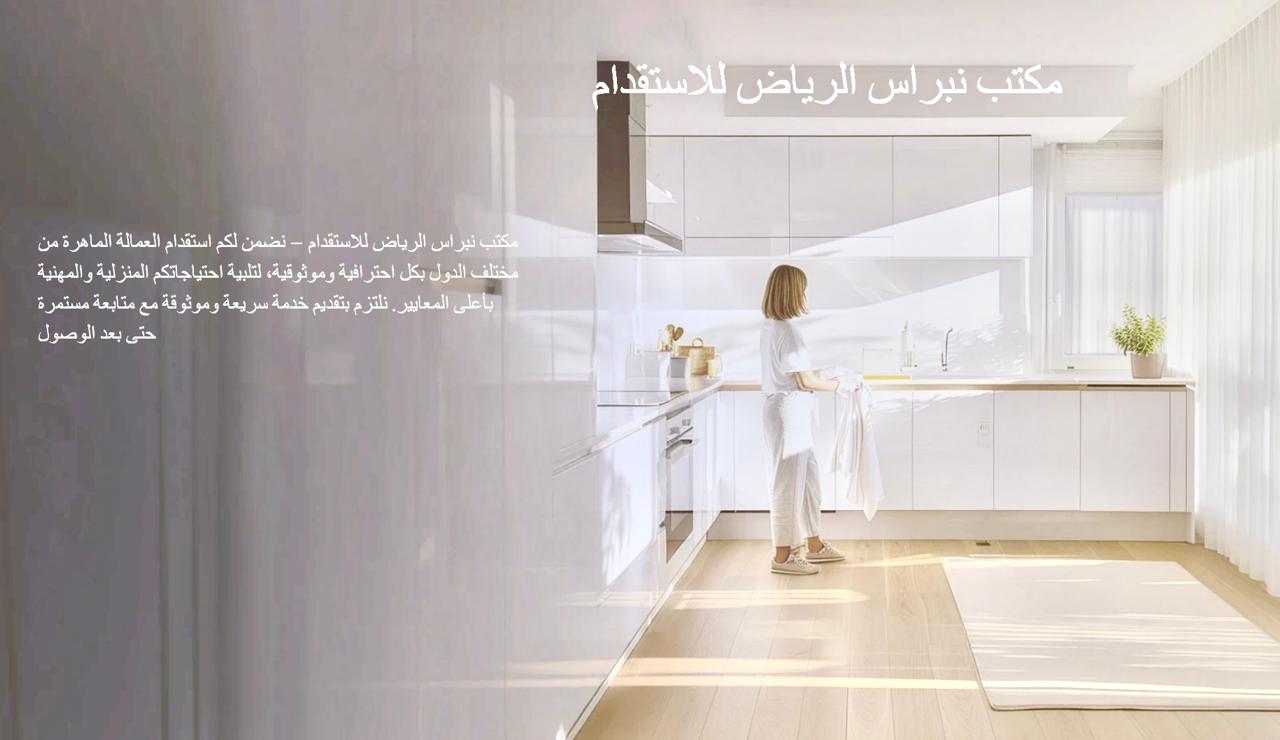 مكتب نبراس الرياض للاستقدام
مكتب نبراس الرياض للاستقدام – نضمن لكم استقدام العمالة الماهرة من
مختلف الدول بكل احترافية وموثوقية، لتلبية احتياجاتكم المنزلية والمهنية
بأعلى المعايير. نلتزم بتقديم خدمة سريعة وموثوقة مع متابعة مستمرة
حتى بعد الوصول